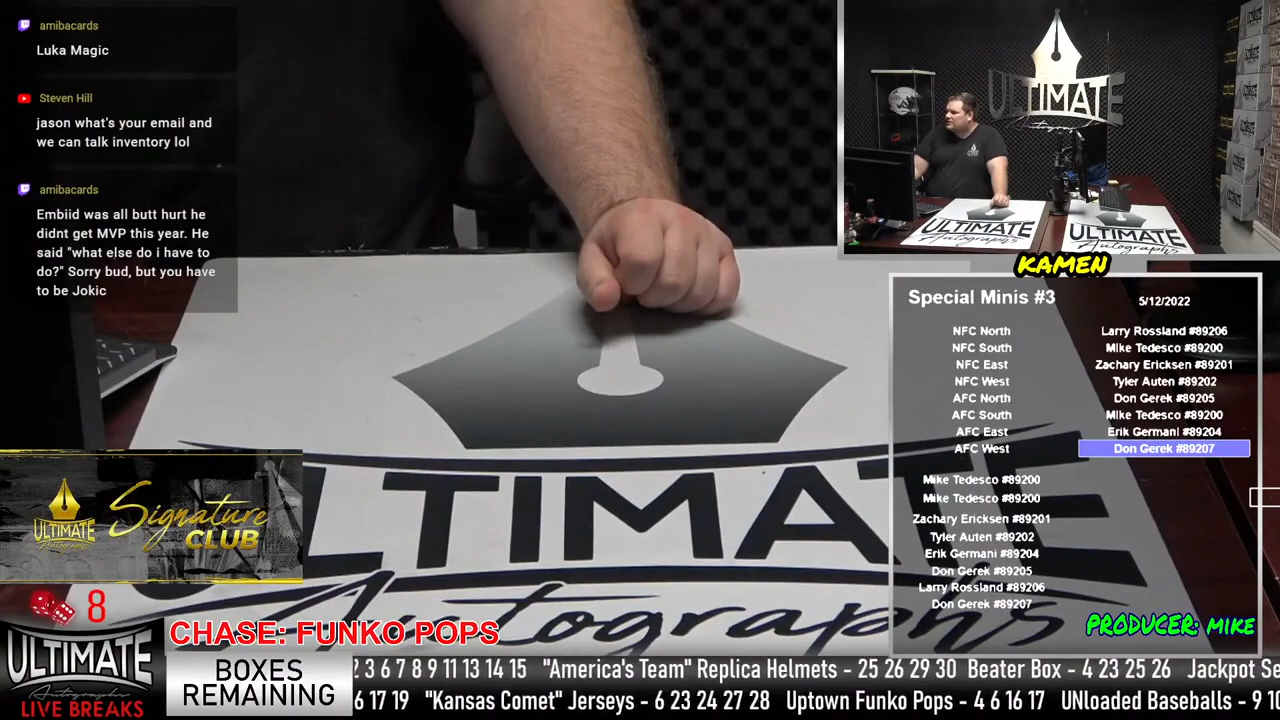 amibacards
Luka Magic
Steven Hill
jason what's your email and
we can talk inventory lol
amibacards
Embiid was all butt hurt he
didnt get MVP this year. He
said "what else do i have to
do?" Sorry bud, but you have
to be Jokic
ULTIMATE
KAMEN
ULTIMATE
Autographs
ULTIMATE
Autographs
Special Minis #3
5/12/2022
NFC North Larry Rossland #89206
NFC South Mike Tedesco #89200
NFC East Zachary Ericksen #89201
NFC West Tyler Auten #89202
AFC North Don Gerek #89205
AFC South Mike Tedesco #89200
AFC East Erik Germani #89204
AFC West Don Gerek #89207
Mike Tedesco #89200
Mike Tedesco #89200
Zachary Ericksen #89201
Tyler Auten #89202
Erik Germani #89204
Don Gerek #89205
Larry Rossland #89206
Don Gerek #89207
PRODUCER: MIKE
LTIMATE
Autographs
ULTIMATE
Signature
CLUB
8
ULTIMATE
Autographs
LIVE BREAKS
CHASE: FUNKO POPS
BOXES
REMAINING
2 3 6 7 8 9 11 13 14 15 "America's Team" Replica Helmets - 25 26 29 30 Beater Box - 4 23 25 26 Jackpot Se
6 17 19 "Kansas Comet" Jerseys - 6 23 24 27 28 Uptown Funko Pops - 4 6 16 17 UNloaded Baseballs - 9 10